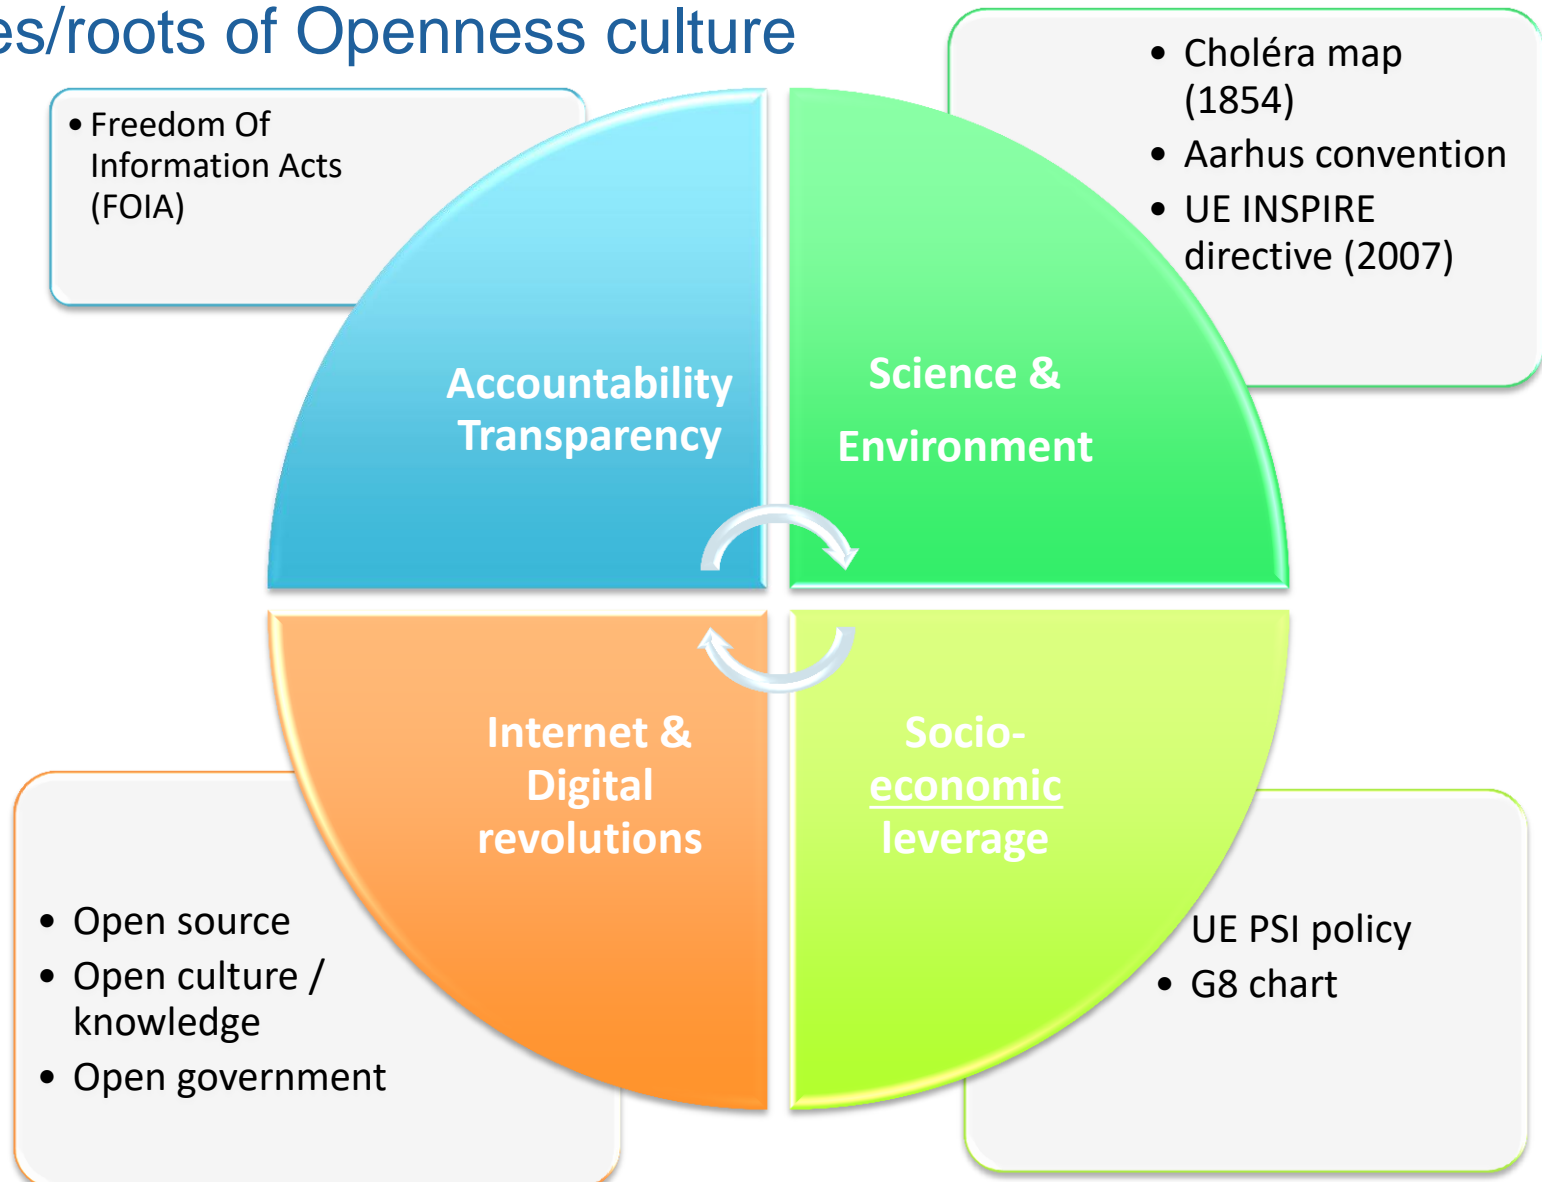 es/roots of Openness culture
• Freedom Of
Information Acts
(FOIA)
• Choléra map
(1854)
• Aarhus convention
• UE INSPIRE
directive (2007)
Accountability
Transparency
Science &
Environment
Internet &
Digital
revolutions
Socio-
economic
leverage
• Open source
• Open culture /
knowledge
• Open government
UE PSI policy
• G8 chart